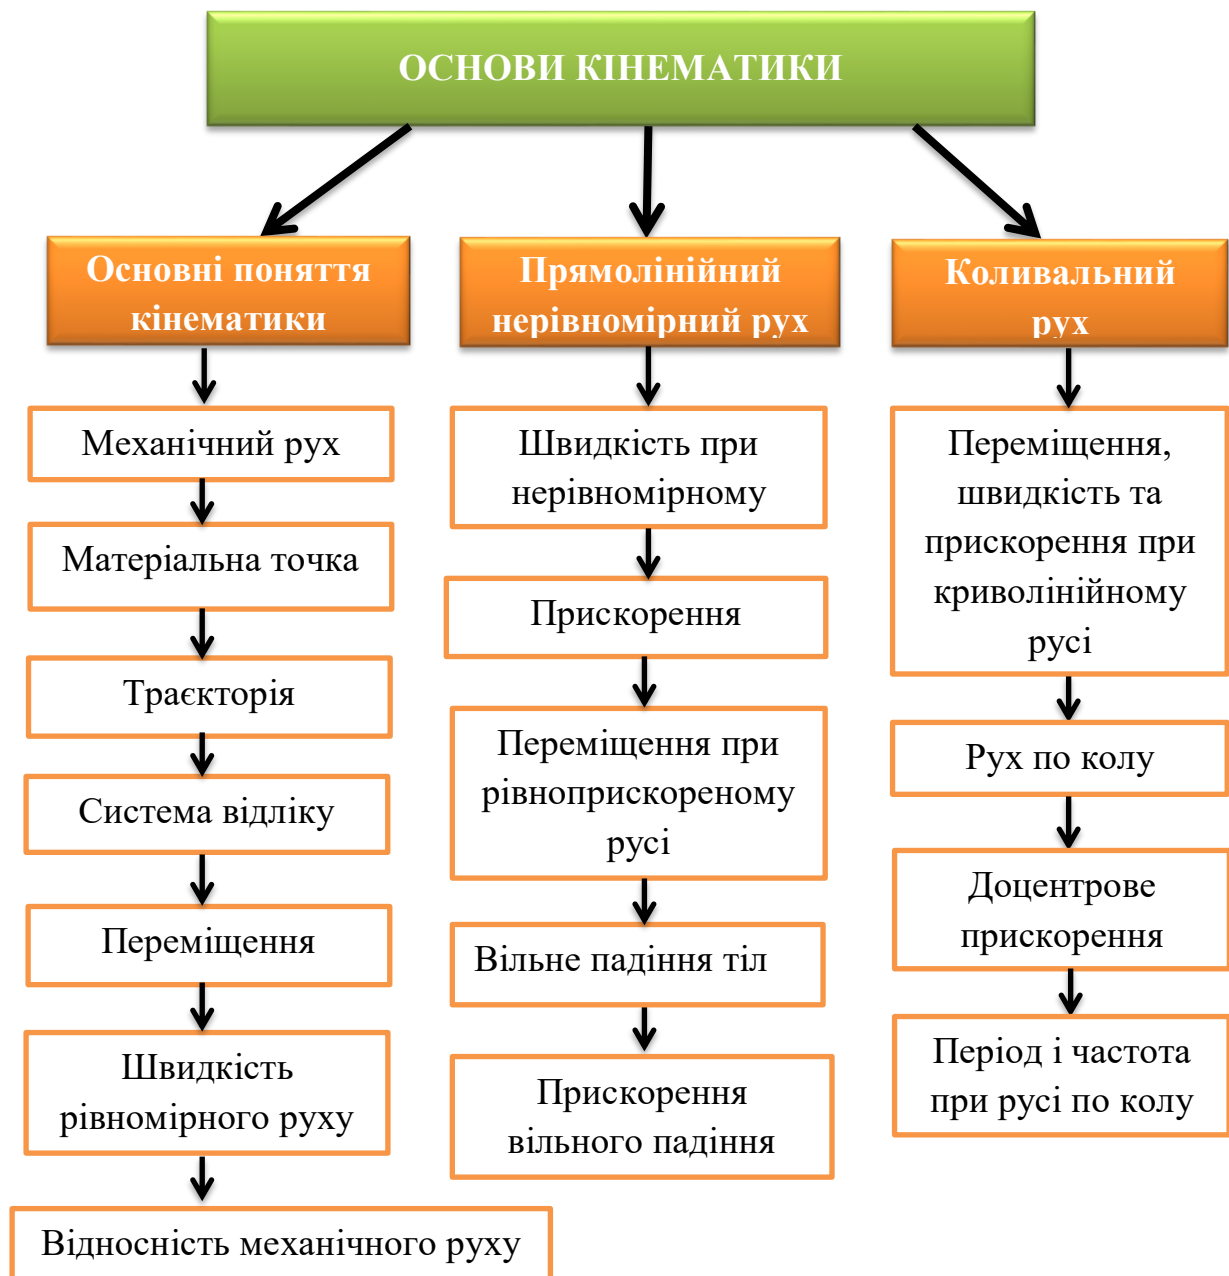 ОСНОВИ КІНЕМАТИКИ
Основні поняття
кінематики
Механічний рух
Матеріальна точка
Траєкторія
Система відліку
Переміщення
Швидкість
рівномірного руху
Відносність механічного руху
Прямолінійний
нерівномірний рух
Швидкість при
нерівномірному
Прискорення
Переміщення при
рівноприскореному
русі
Вільне падіння тіл
Прискорення
вільного падіння
Коливальний
рух
Переміщення,
швидкість та
прискорення при
криволінійному
русі
Рух по колу
Доцентрове
прискорення
Період і частота
при русі по колу